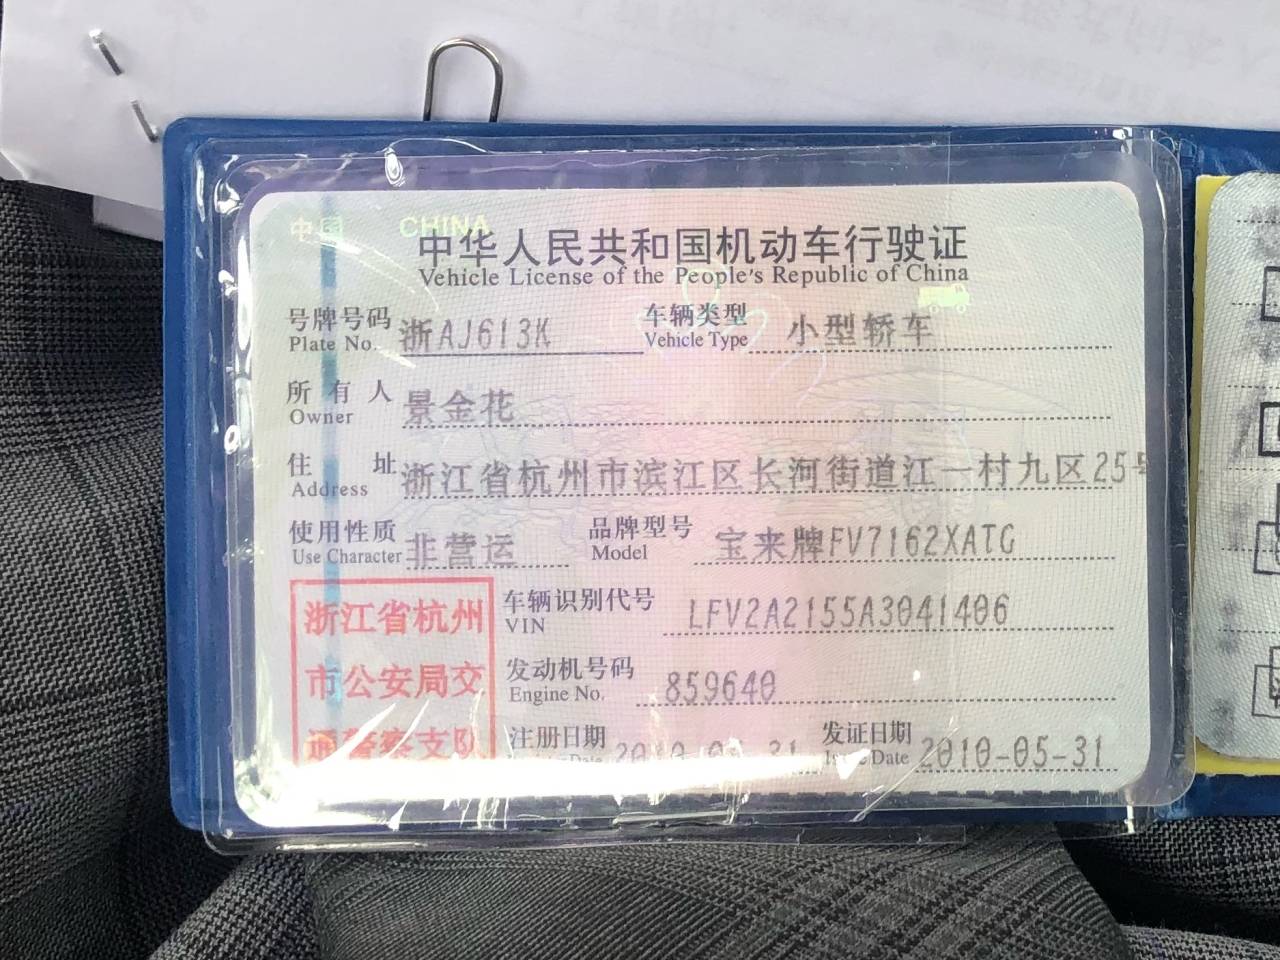 中国 CHINA
中华人民共和国机动车行驶证
Vehicle License of the People's Republic of China
号牌号码 浙AJ613K 车辆类型 小型轿车
Plate No. Vehicle Type
所有人 景金花
Owner
住址 浙江省杭州市滨江区长河街道江一村九区25号
Address
使用性质 非营运 品牌型号 宝来牌FV7162XATG
Use Character Model
浙江省杭州
市公安局交
通警察支队
车辆识别代号 LFV2A2155A3041406
VIN
发动机号码 859640
Engine No.
注册日期 发证日期 2010-05-31
Date Issue Date